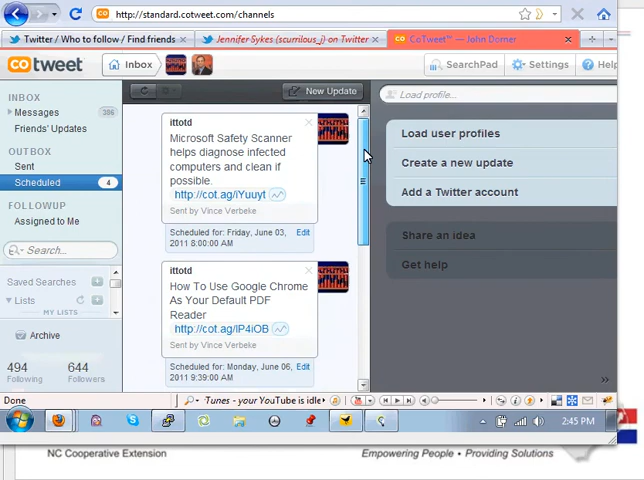 http://standard.cotweet.com/channels
Twitter / Who to follow / Find friends
Jennifer Sykes (scurrilous_j) on Twitter
CoTweet™ — John Dorner
cotweet
Inbox
SearchPad
Settings
Help
INBOX
Messages 386
Friends' Updates
OUTBOX
Sent
Scheduled 4
FOLLOWUP
Assigned to Me
Search...
Saved Searches
Lists
MY LISTS
Archive
494 644
Following Followers
New Update
ittotd
Microsoft Safety Scanner
helps diagnose infected
computers and clean if
possible.
http://cot.ag/iYuuyt
Sent by Vince Verbeke
Scheduled for: Friday, June 03, Edit
2011 8:00:00 AM
ittotd
How To Use Google Chrome
As Your Default PDF
Reader
http://cot.ag/lP4iOB
Sent by Vince Verbeke
Scheduled for: Monday, June 06, Edit
2011 9:39:00 AM
Load profile...
Load user profiles
Create a new update
Add a Twitter account
Share an idea
Get help
Done
'Tunes - your YouTube is idle
2:45 PM
NC Cooperative Extension
Empowering People • Providing Solutions